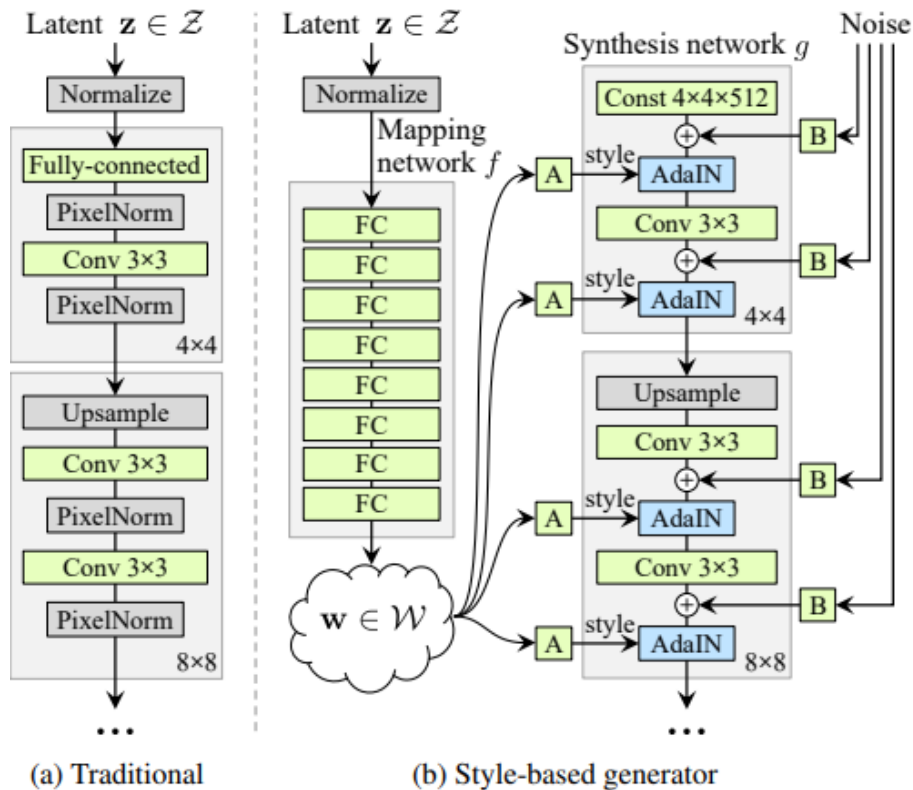 Latent z ∈ Z
Normalize
Fully-connected
PixelNorm
Conv 3×3
PixelNorm
4×4
Upsample
Conv 3×3
PixelNorm
Conv 3×3
PixelNorm
8×8
...
(a) Traditional
Latent z ∈ Z
Normalize
Mapping
network f
FC
FC
FC
FC
FC
FC
FC
FC
w ∈ W
A
style
A
style
A
style
A
style
Synthesis network g
Const 4×4×512
+
AdaIN
Conv 3×3
+
AdaIN
4×4
Upsample
Conv 3×3
+
AdaIN
Conv 3×3
+
AdaIN
8×8
...
Noise
B
B
B
B
(b) Style-based generator